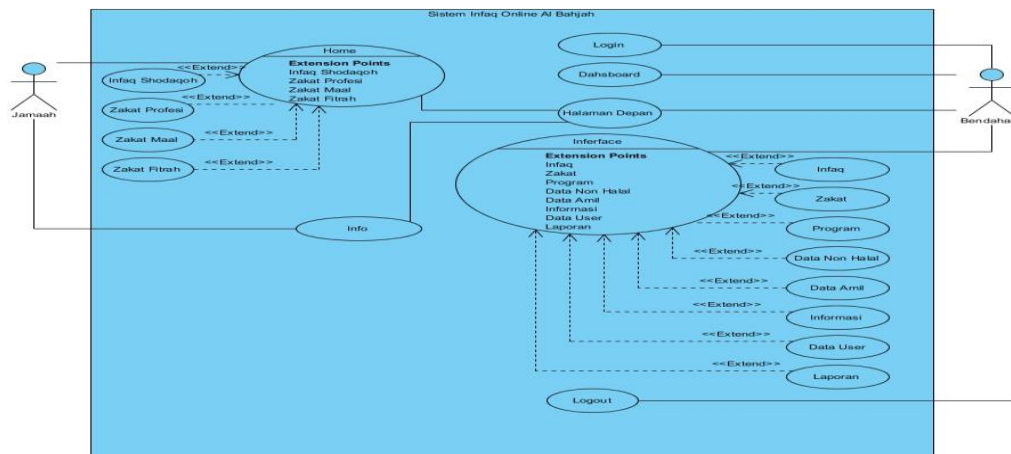 Sistem Infaq Online Al Bahjah
Home
Extension Points
Infaq Shodaqoh
Zakat Profesi
Zakat Maal
Zakat Fitrah
<<Extend>>
Infaq Shodaqoh
<<Extend>>
Zakat Profesi
<<Extend>>
Zakat Maal
<<Extend>>
Zakat Fitrah
Jamaah
Info
Login
Dahsboard
Halaman Depan
Bendaha
Inferface
Extension Points
Infaq
Zakat
Program
Data Non Halal
Data Amil
Informasi
Data User
Laporan
<<Extend>>
Infaq
<<Extend>>
Zakat
<<Extend>>
Program
<<Extend>>
Data Non Halal
<<Extend>>
Data Amil
<<Extend>>
Informasi
<<Extend>>
Data User
<<Extend>>
Laporan
Logout